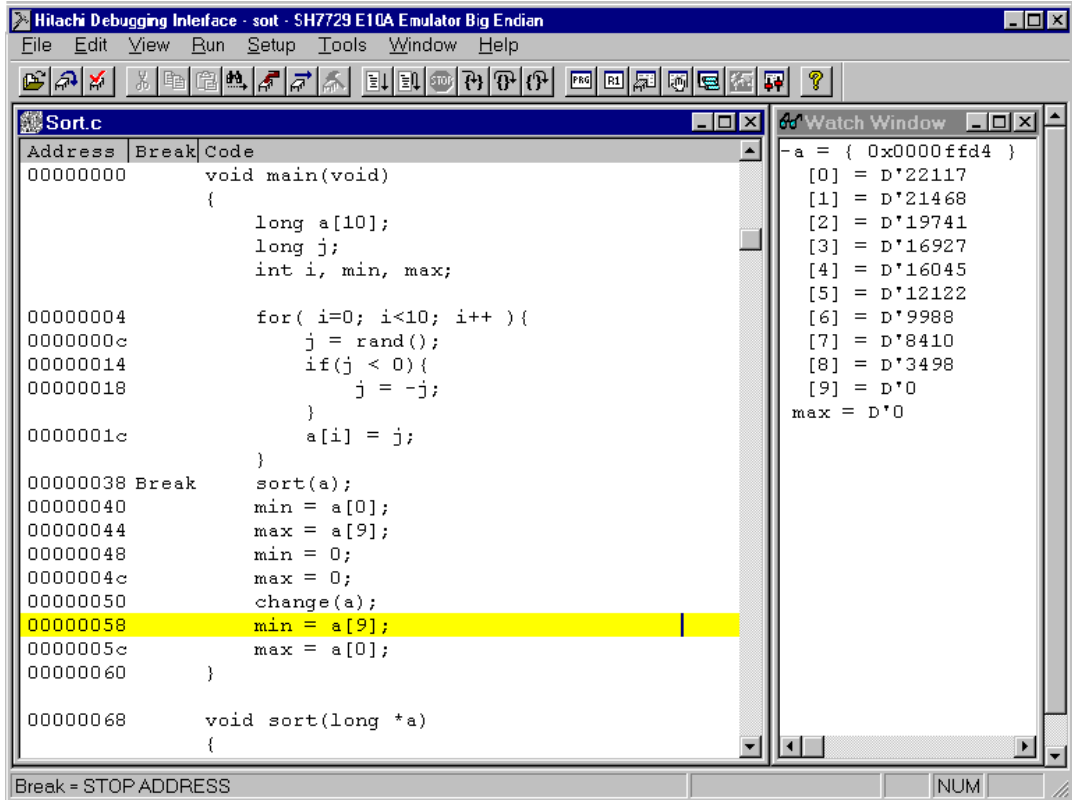 Hitachi Debugging Interface - sort - SH7729 E10A Emulator Big Endian
File Edit View Run Setup Tools Window Help
STOP PRG R1
Sort.c
Address Break Code
00000000 void main(void)
{
long a[10];
long j;
int i, min, max;
00000004 for( i=0; i<10; i++ ){
0000000c j = rand();
00000014 if(j < 0){
00000018 j = -j;
}
0000001c a[i] = j;
}
00000038 Break sort(a);
00000040 min = a[0];
00000044 max = a[9];
00000048 min = 0;
0000004c max = 0;
00000050 change(a);
00000058 min = a[9];
0000005c max = a[0];
00000060 }
00000068 void sort(long *a)
{
Watch Window
-a = { 0x0000ffd4 }
[0] = D'22117
[1] = D'21468
[2] = D'19741
[3] = D'16927
[4] = D'16045
[5] = D'12122
[6] = D'9988
[7] = D'8410
[8] = D'3498
[9] = D'0
max = D'0
Break = STOP ADDRESS
NUM